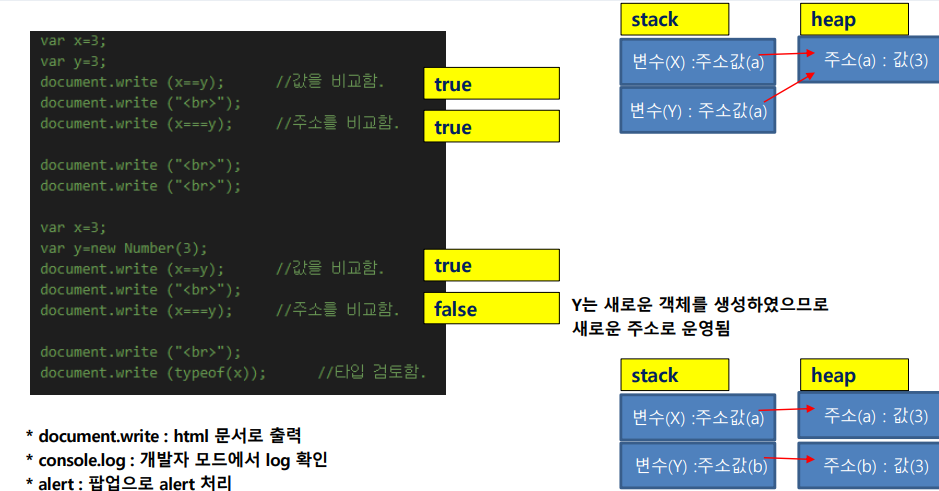 var x=3;
var y=3;
document.write (x==y);          //값을 비교함.
true
document.write ("<br>");
document.write (x===y);         //주소를 비교함.
true
document.write ("<br>");
document.write ("<br>");
var x=3;
var y=new Number(3);
document.write (x==y);          //값을 비교함.
true
document.write ("<br>");
document.write (x===y);         //주소를 비교함.
false
document.write ("<br>");
document.write (typeof(x));       //타입 검토함.
* document.write : html 문서로 출력
* console.log : 개발자 모드에서 log 확인
* alert : 팝업으로 alert 처리
stack
heap
변수(X) :주소값(a)
주소(a) : 값(3)
변수(Y) : 주소값(a)
Y는 새로운 객체를 생성하였으므로
새로운 주소로 운영됨
stack
heap
변수(X) :주소값(a)
주소(a) : 값(3)
변수(Y) :주소값(b)
주소(b) : 값(3)